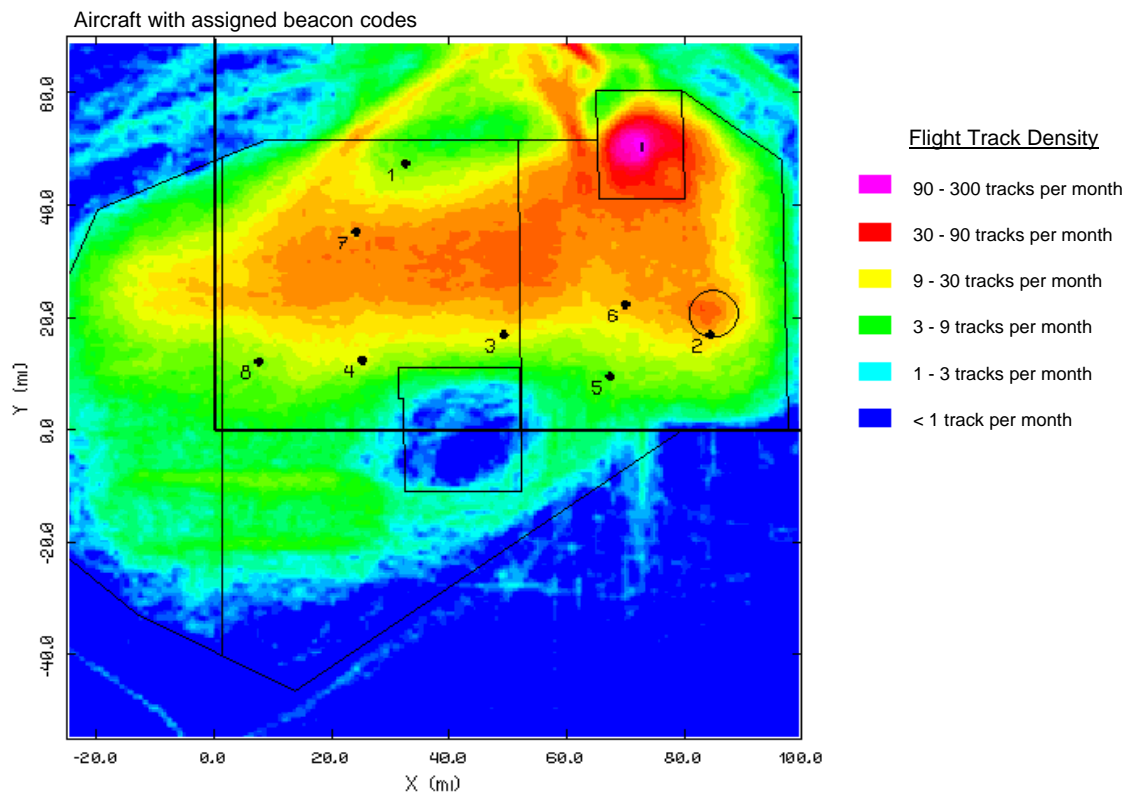 Aircraft with assigned beacon codes
Flight Track Density
90 - 300 tracks per month
30 - 90 tracks per month
9 - 30 tracks per month
3 - 9 tracks per month
1 - 3 tracks per month
< 1 track per month
Y (mi)
60.0
40.0
20.0
0.0
-20.0
-40.0
1
7
6
3
2
8
4
5
-20.0 0.0 20.0 40.0 60.0 80.0 100.0
X (mi)